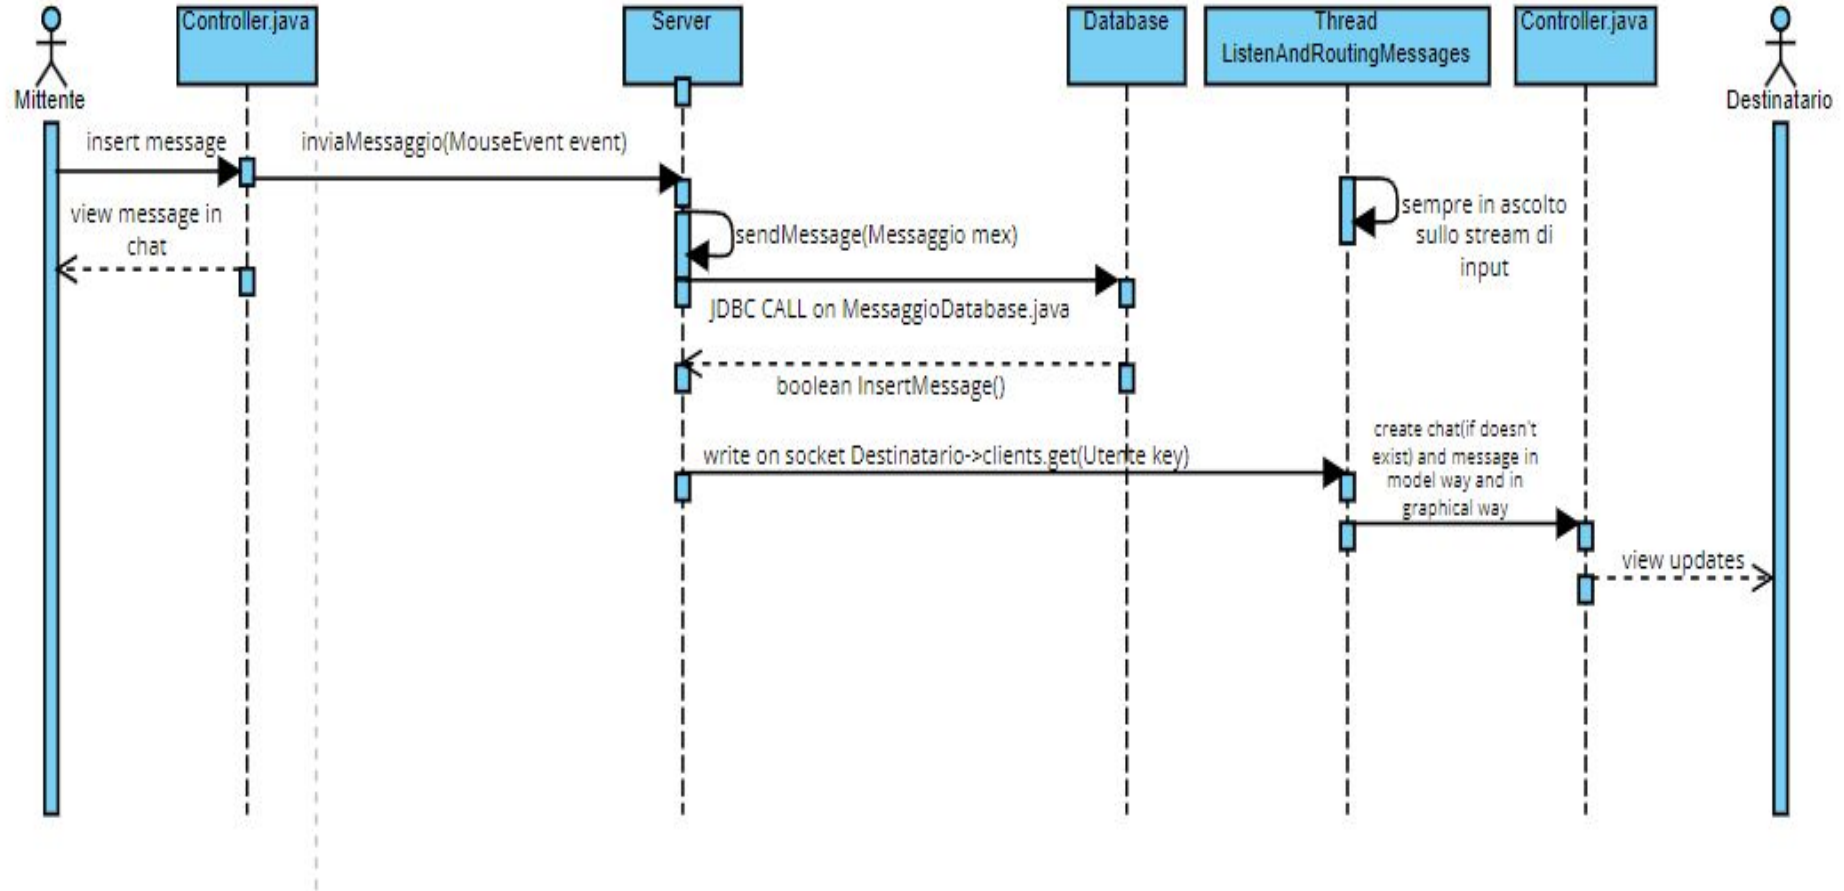 Controller.java
Server
Database
Thread
ListenAndRoutingMessages
Controller.java
Mittente
Destinatario
insert message
inviaMessaggio(MouseEvent event)
view message in
chat
sendMessage(Messaggio mex)
sempre in ascolto
sullo stream di
input
JDBC CALL on MessaggioDatabase.java
boolean InsertMessage()
write on socket Destinatario->clients.get(Utente key)
create chat(if doesn't
exist) and message in
model way and in
graphical way
view updates